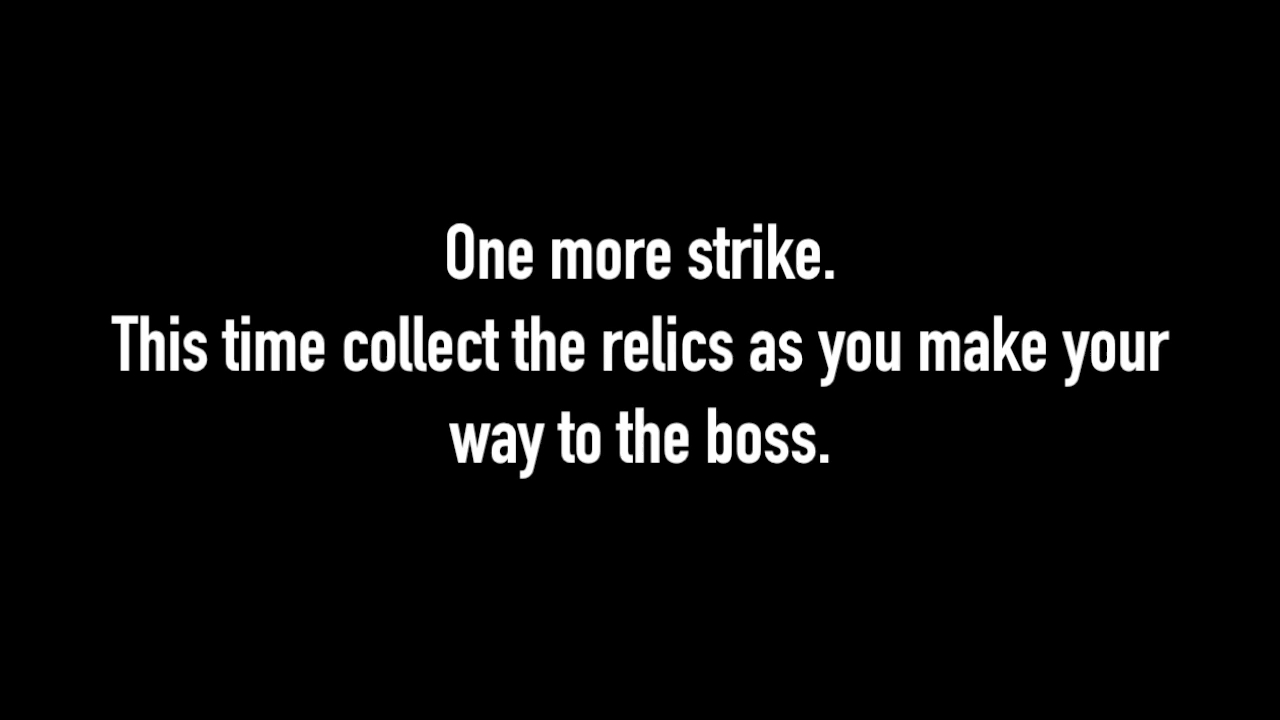 One more strike.
This time collect the relics as you make your
way to the boss.